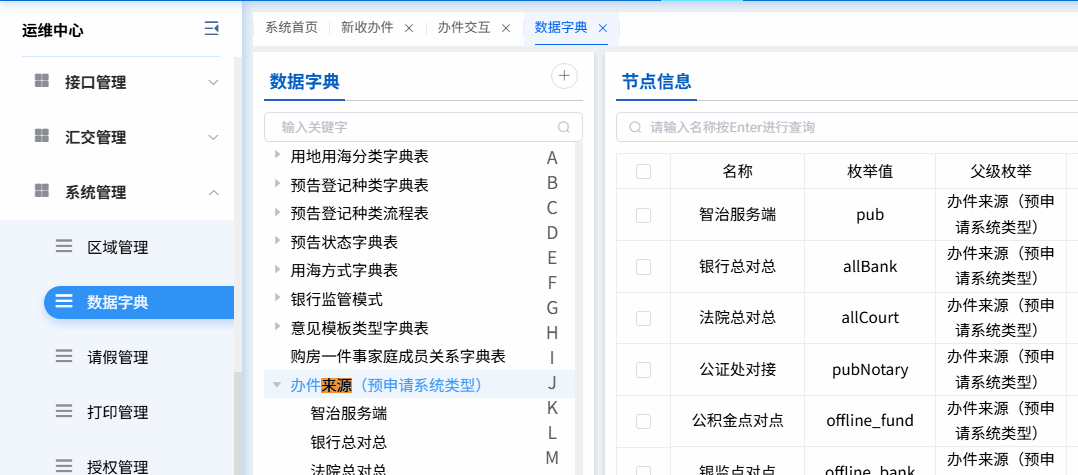 运维中心
接口管理
汇交管理
系统管理
区域管理
数据字典
请假管理
打印管理
授权管理
系统首页 新收办件 × 办件交互 × 数据字典 ×
数据字典
输入关键字
用地用海分类字典表
预告登记种类字典表
预告登记种类流程表
预告状态字典表
用海方式字典表
银行监管模式
意见模板类型字典表
购房一件事家庭成员关系字典表
办件来源（预申请系统类型）
智治服务端
银行总对总
法院总对总
A
B
C
D
E
F
G
H
I
J
K
L
M
节点信息
请输入名称按Enter进行查询
名称 枚举值 父级枚举
智治服务端 pub 办件来源（预申
请系统类型）
银行总对总 allBank 办件来源（预申
请系统类型）
法院总对总 allCourt 办件来源（预申
请系统类型）
公证处对接 pubNotary 办件来源（预申
请系统类型）
公积金点对点 offline_fund 办件来源（预申
请系统类型）
银监点对点 offline_bank 办件来源（预申